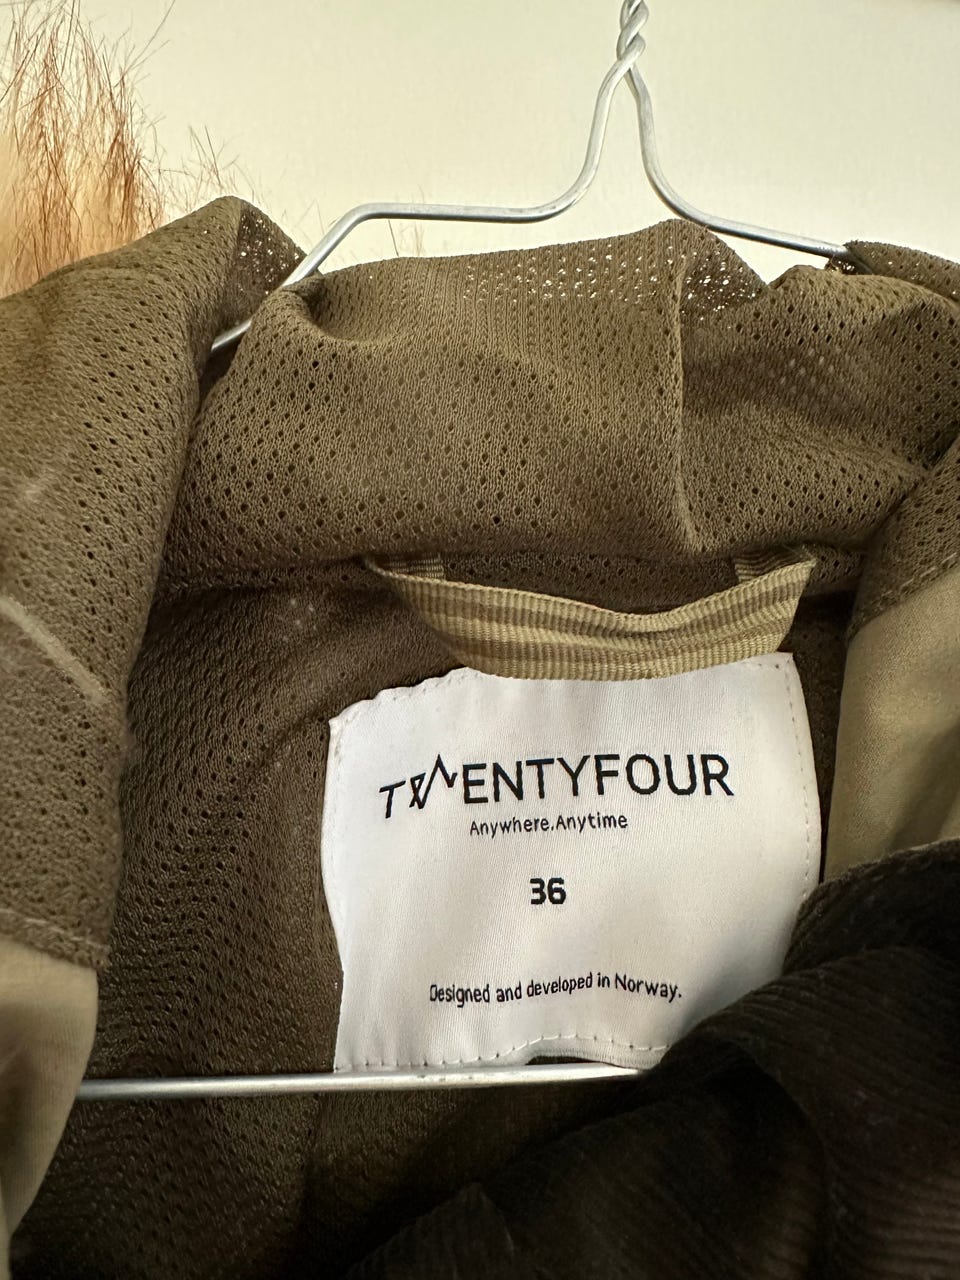 TWENTYFOUR
Anywhere.Anytime
36
Designed and developed in Norway.